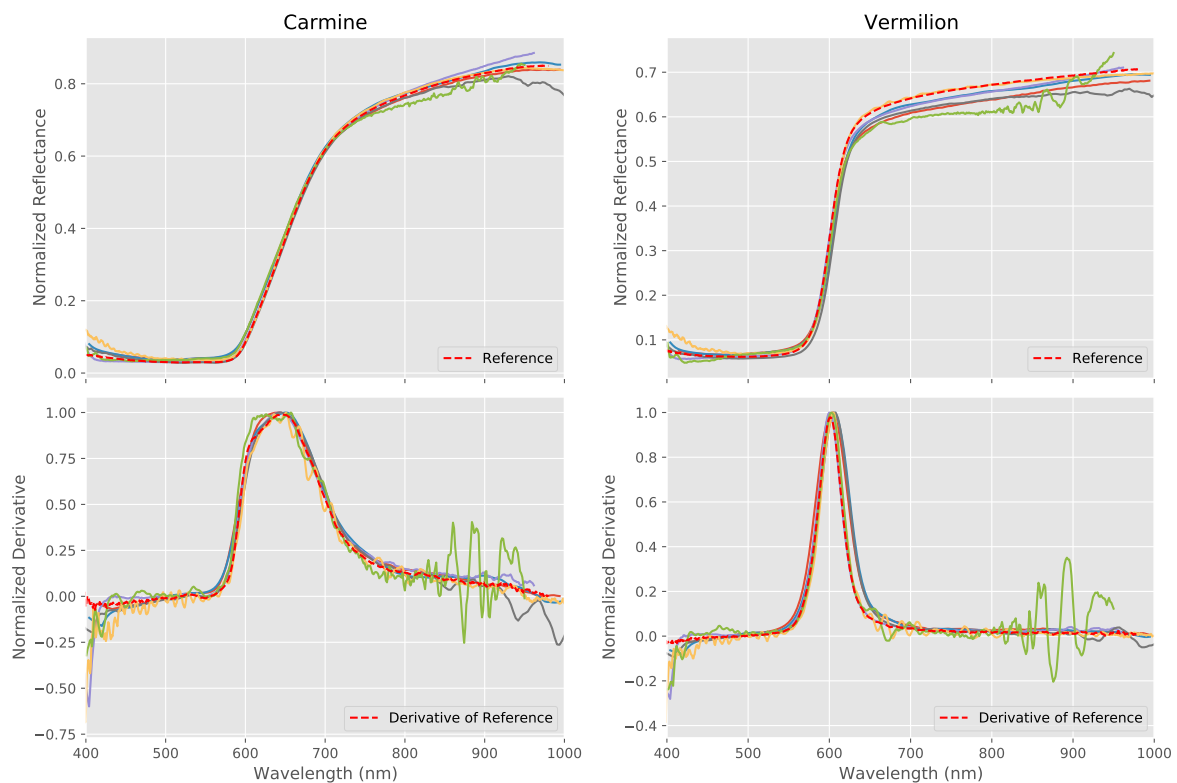 Carmine
Vermilion
Normalized Reflectance
0.8
0.6
0.4
0.2
0.0
Reference
Normalized Reflectance
0.7
0.6
0.5
0.4
0.3
0.2
0.1
Reference
Normalized Derivative
1.00
0.75
0.50
0.25
0.00
−0.25
−0.50
−0.75
Derivative of Reference
400 500 600 700 800 900 1000
Wavelength (nm)
Normalized Derivative
1.0
0.8
0.6
0.4
0.2
0.0
−0.2
−0.4
Derivative of Reference
400 500 600 700 800 900 1000
Wavelength (nm)